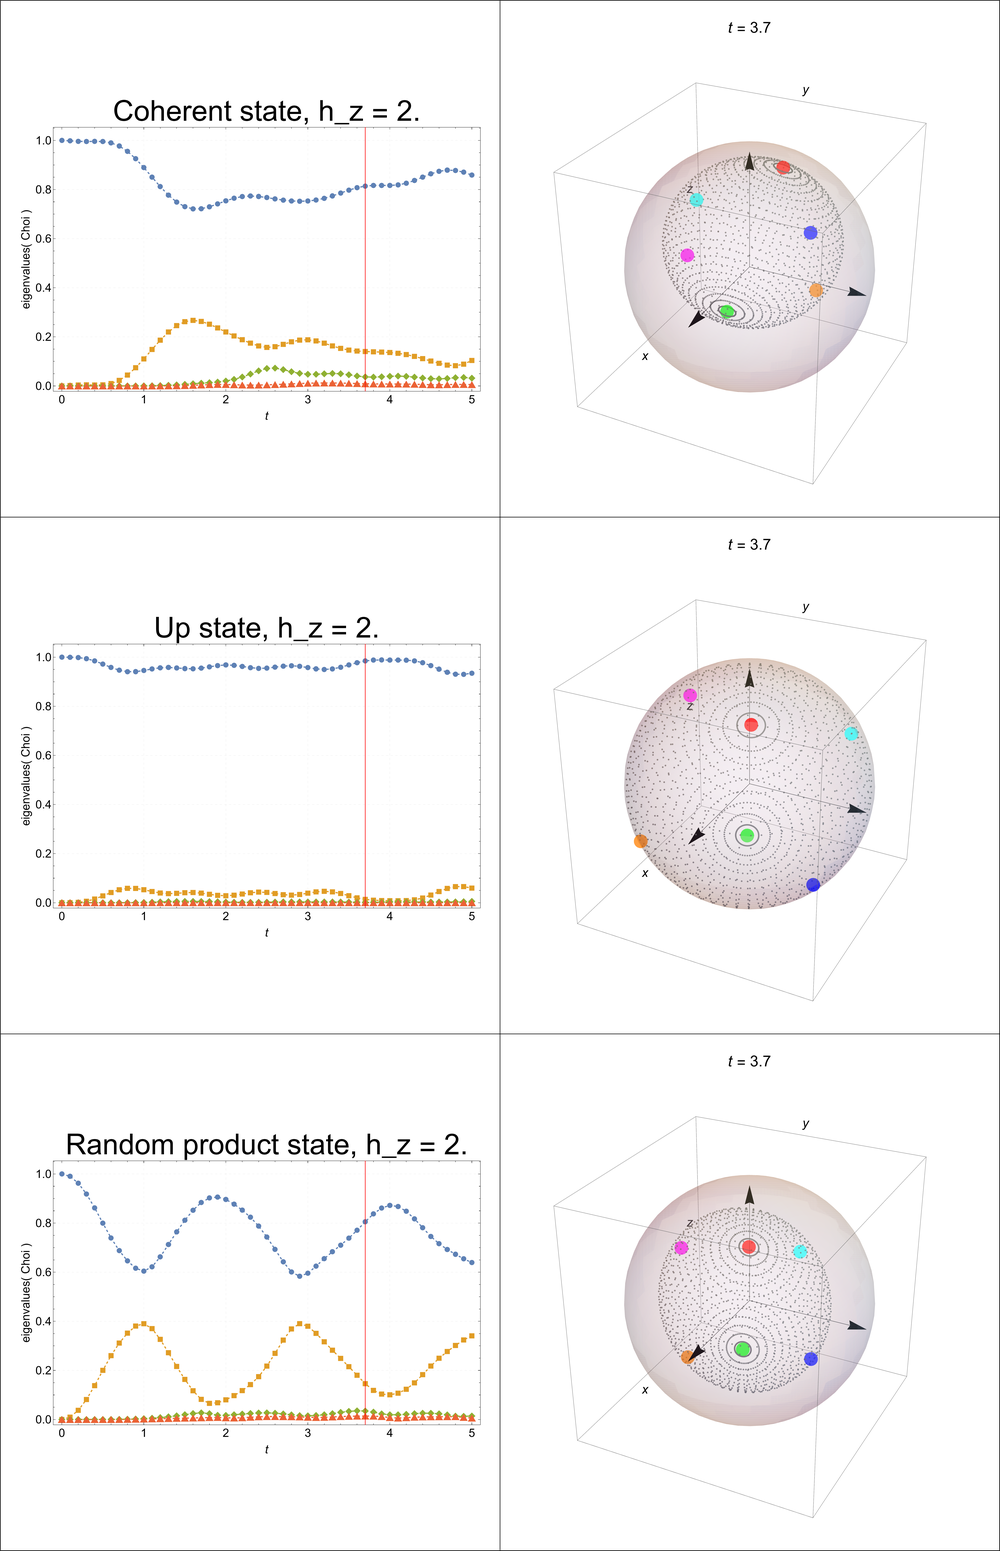 t = 3.7
Coherent state, h_z = 2.
y
z
x
eigenvalues( Choi )
1.0
0.8
0.6
0.4
0.2
0.0
0 1 2 3 4 5
t
t = 3.7
Up state, h_z = 2.
y
z
x
eigenvalues( Choi )
1.0
0.8
0.6
0.4
0.2
0.0
0 1 2 3 4 5
t
t = 3.7
Random product state, h_z = 2.
y
z
x
eigenvalues( Choi )
1.0
0.8
0.6
0.4
0.2
0.0
0 1 2 3 4 5
t